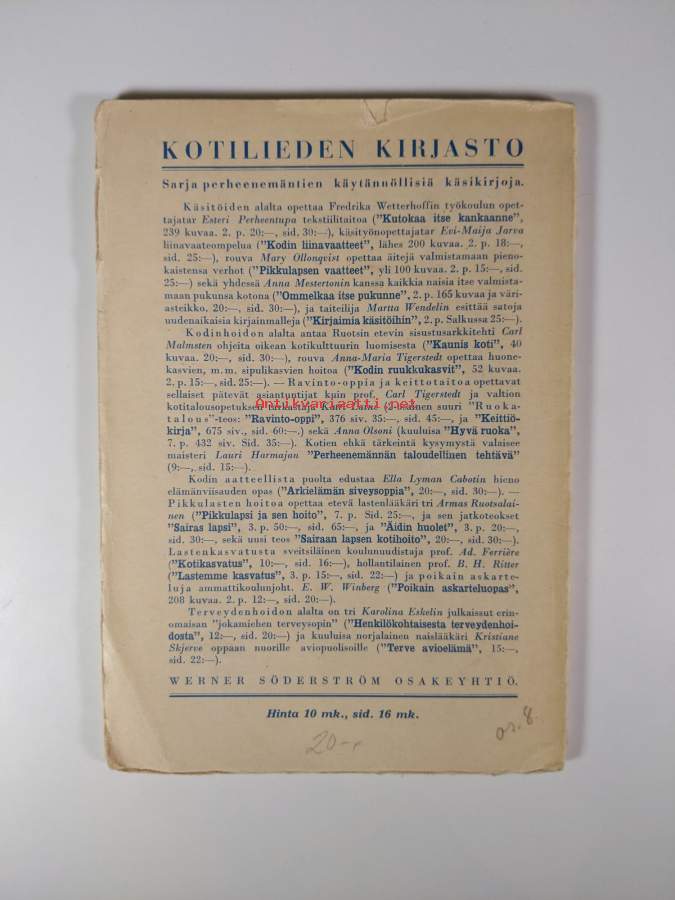 KOTILIEDEN KIRJASTO
Sarja perheenemäntien käytännöllisiä käsikirjoja.
Käsitöiden alalta opettaa Fredrika Wetterhoffin työkoulun opet-
tajatar Esteri Perheentupa tekstiilitaitoa ("Kutokaa itse kankaanne",
239 kuvaa. 2. p. 20:—, sid. 30:—), käsityönopettajatar Evi-Maija Jarva
liinavaateompelua ("Kodin liinavaatteet", lähes 200 kuvaa. 2. p. 18:—,
sid. 25:—), rouva Mary Ollonqvist opettaa äitejä valmistamaan pieno-
kaistensa verhot ("Pikkulapsen vaatteet", yli 100 kuvaa. 2. p. 15:—, sid.
25:—) sekä yhdessä Anna Mestertonin kanssa kaikkia naisia itse valmista-
maan pukunsa kotona ("Ommelkaa itse pukunne", 2. p. 165 kuvaa ja väri-
asteikko. 20:—, sid. 30:—), ja taiteilija Martta Wendelin esittää satoja
uudenaikaisia kirjainmalleja ("Kirjaimia käsitöihin", 2. p. Salkussa 25:—).
Kodinhoidon alalta antaa Ruotsin etevin sisustusarkkitehti Carl
Malmsten ohjeita oikean kotikulttuurin luomisesta ("Kaunis koti", 40
kuvaa. 20:—, sid. 30:—), rouva Anna-Maria Tigerstedt opettaa huone-
kasvien, m. m. sipulikasvien hoitoa ("Kodin ruukkukasvit", 52 kuvaa.
2. p. 15:—, sid. 25:—). — Ravinto-oppia ja keittotaitoa opettavat
sellaiset pätevät asiantuntijat kuin prof. Carl Tigerstedt ja valtion
kotitalousopetuksen tarkastaja Kaie Laine (2-osainen suuri "Ruoka-
talous"-teos: "Ravinto-oppi", 376 siv. 35:—, sid. 45:—, ja "Keittiö-
kirja", 675 siv., sid. 60:—.) sekä Anna Olsoni (kuuluisa "Hyvä ruoka",
7. p. 432 siv. Sid. 35:—). Kotien ehkä tärkeintä kysymystä valaisee
maisteri Lauri Harmajan "Perheenemännän taloudellinen tehtävä"
(9:—, sid. 15:—).
Kodin aatteellista puolta edustaa Ella Lyman Cabotin hieno
elämänviisauden opas ("Arkielämän siveysoppia", 20:—, sid. 30:—). —
Pikkulasten hoitoa opettaa etevä lastenlääkäri tri Armas Ruotsalai-
nen ("Pikkulapsi ja sen hoito", 7. p. Sid. 25:—, ja sen jatkoteokset
"Sairas lapsi", 3. p. 50:—, sid. 65:—, ja "Äidin huolet", 3. p. 20:—,
sid. 30:—, sekä uusi teos "Sairaan lapsen kotihoito", 20:—, sid. 30:—).
Lastenkasvatusta sveitsiläinen koulunuudistaja prof. Ad. Ferrière
("Kotikasvatus", 10:—, sid. 16:—), hollantilainen prof. B. H. Ritter
("Lastemme kasvatus", 3. p. 15:—, sid. 22:—) ja poikain askarte-
luja ammattikoulunjoht. E. W. Winberg ("Poikain askarteluopas",
208 kuvaa. 2. p. 12:—, sid. 20:—).
Terveydenhoidon alalta on tri Karolina Eskelin julkaissut erin-
omaisan "jokamiehen terveysopin" ("Henkilökohtaisesta terveydenhoi-
dosta", 12:—, sid. 20:—) ja kuuluisa norjalainen naislääkäri Kristiane
Skjerve oppaan nuorille aviopuolisoille ("Terve avioelämä", 15:—,
sid. 22:—).
WERNER SÖDERSTRÖM OSAKEYHTIÖ.
Hinta 10 mk., sid. 16 mk.
20-,
os. 8.
Antikvariaatti.net